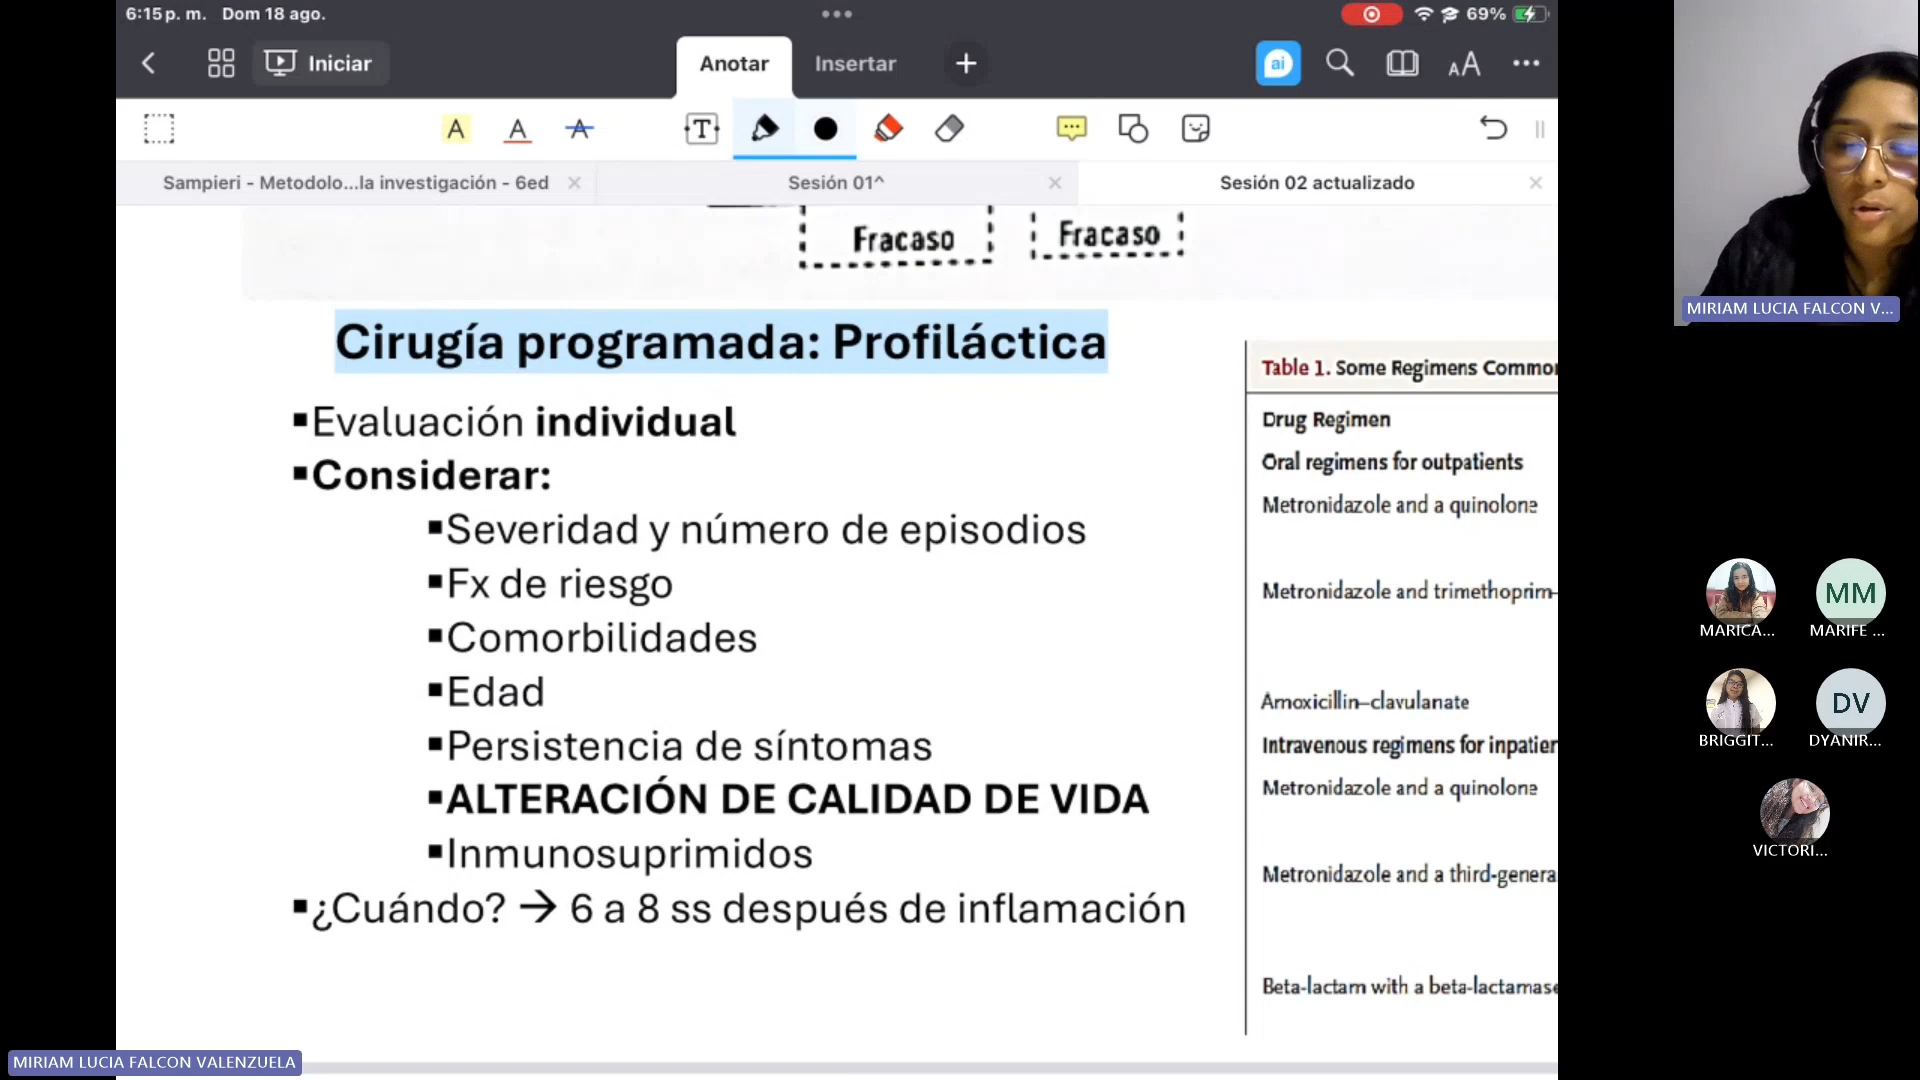 6:15 p. m. Dom 18 ago.
69%
Iniciar
Anotar
Insertar
ai
AA
A
A
A
T
Sampieri - Metodolo...la investigación - 6ed
Sesión 01^
Sesión 02 actualizado
Fracaso
Fracaso
Cirugía programada: Profiláctica
▪Evaluación individual
▪Considerar:
▪Severidad y número de episodios
▪Fx de riesgo
▪Comorbilidades
▪Edad
▪Persistencia de síntomas
▪ALTERACIÓN DE CALIDAD DE VIDA
▪Inmunosuprimidos
▪¿Cuándo? → 6 a 8 ss después de inflamación
Table 1. Some Regimens Common
Drug Regimen
Oral regimens for outpatients
Metronidazole and a quinolone
Metronidazole and trimethoprim–
Amoxicillin–clavulanate
Intravenous regimens for inpatien
Metronidazole and a quinolone
Metronidazole and a third-genera
Beta-lactam with a beta-lactamase
MIRIAM LUCIA FALCON V...
MM
MARICA...
MARIFE ...
DV
BRIGGIT...
DYANIR...
VICTORI...
MIRIAM LUCIA FALCON VALENZUELA